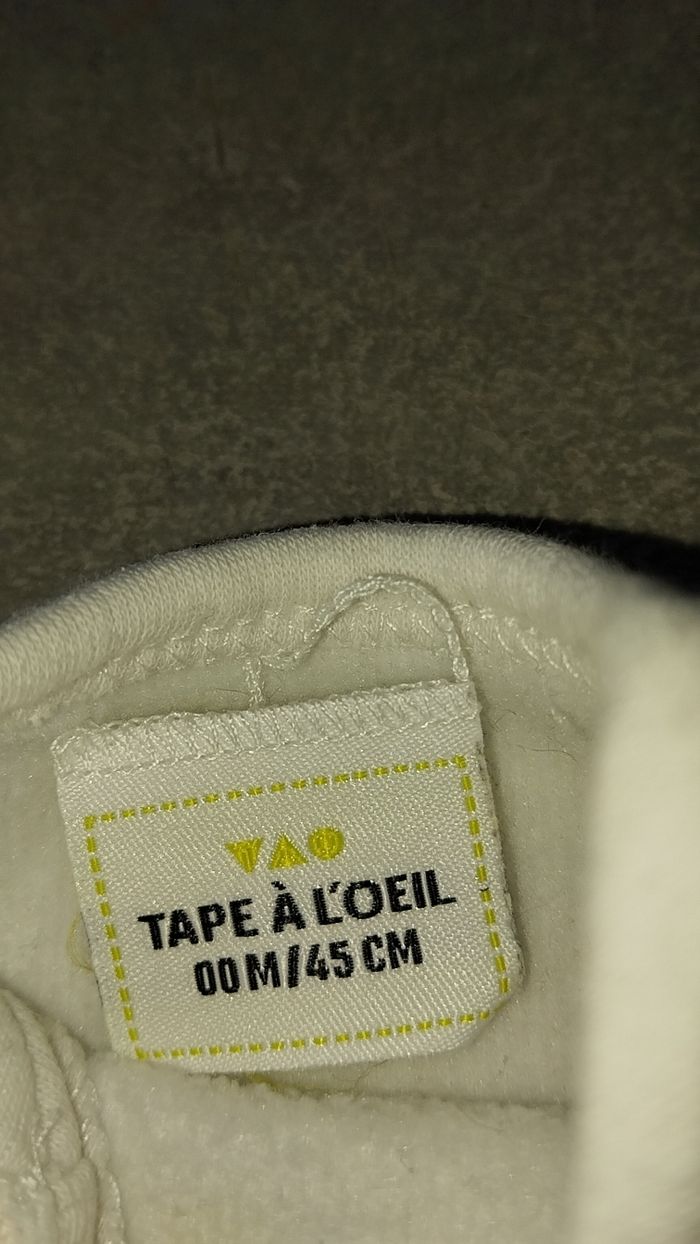 TAPE À L'OEIL
00 M/45 CM